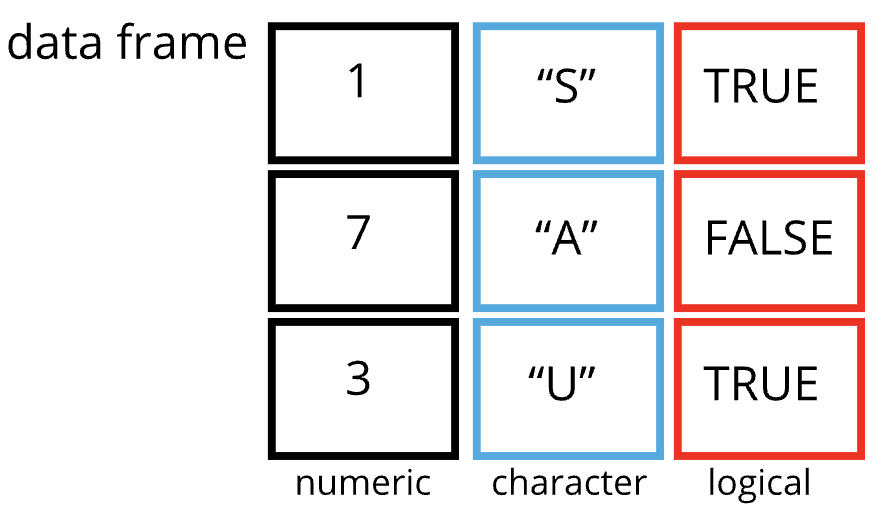 data frame
1 “S” TRUE
7 “A” FALSE
3 “U” TRUE
numeric character logical